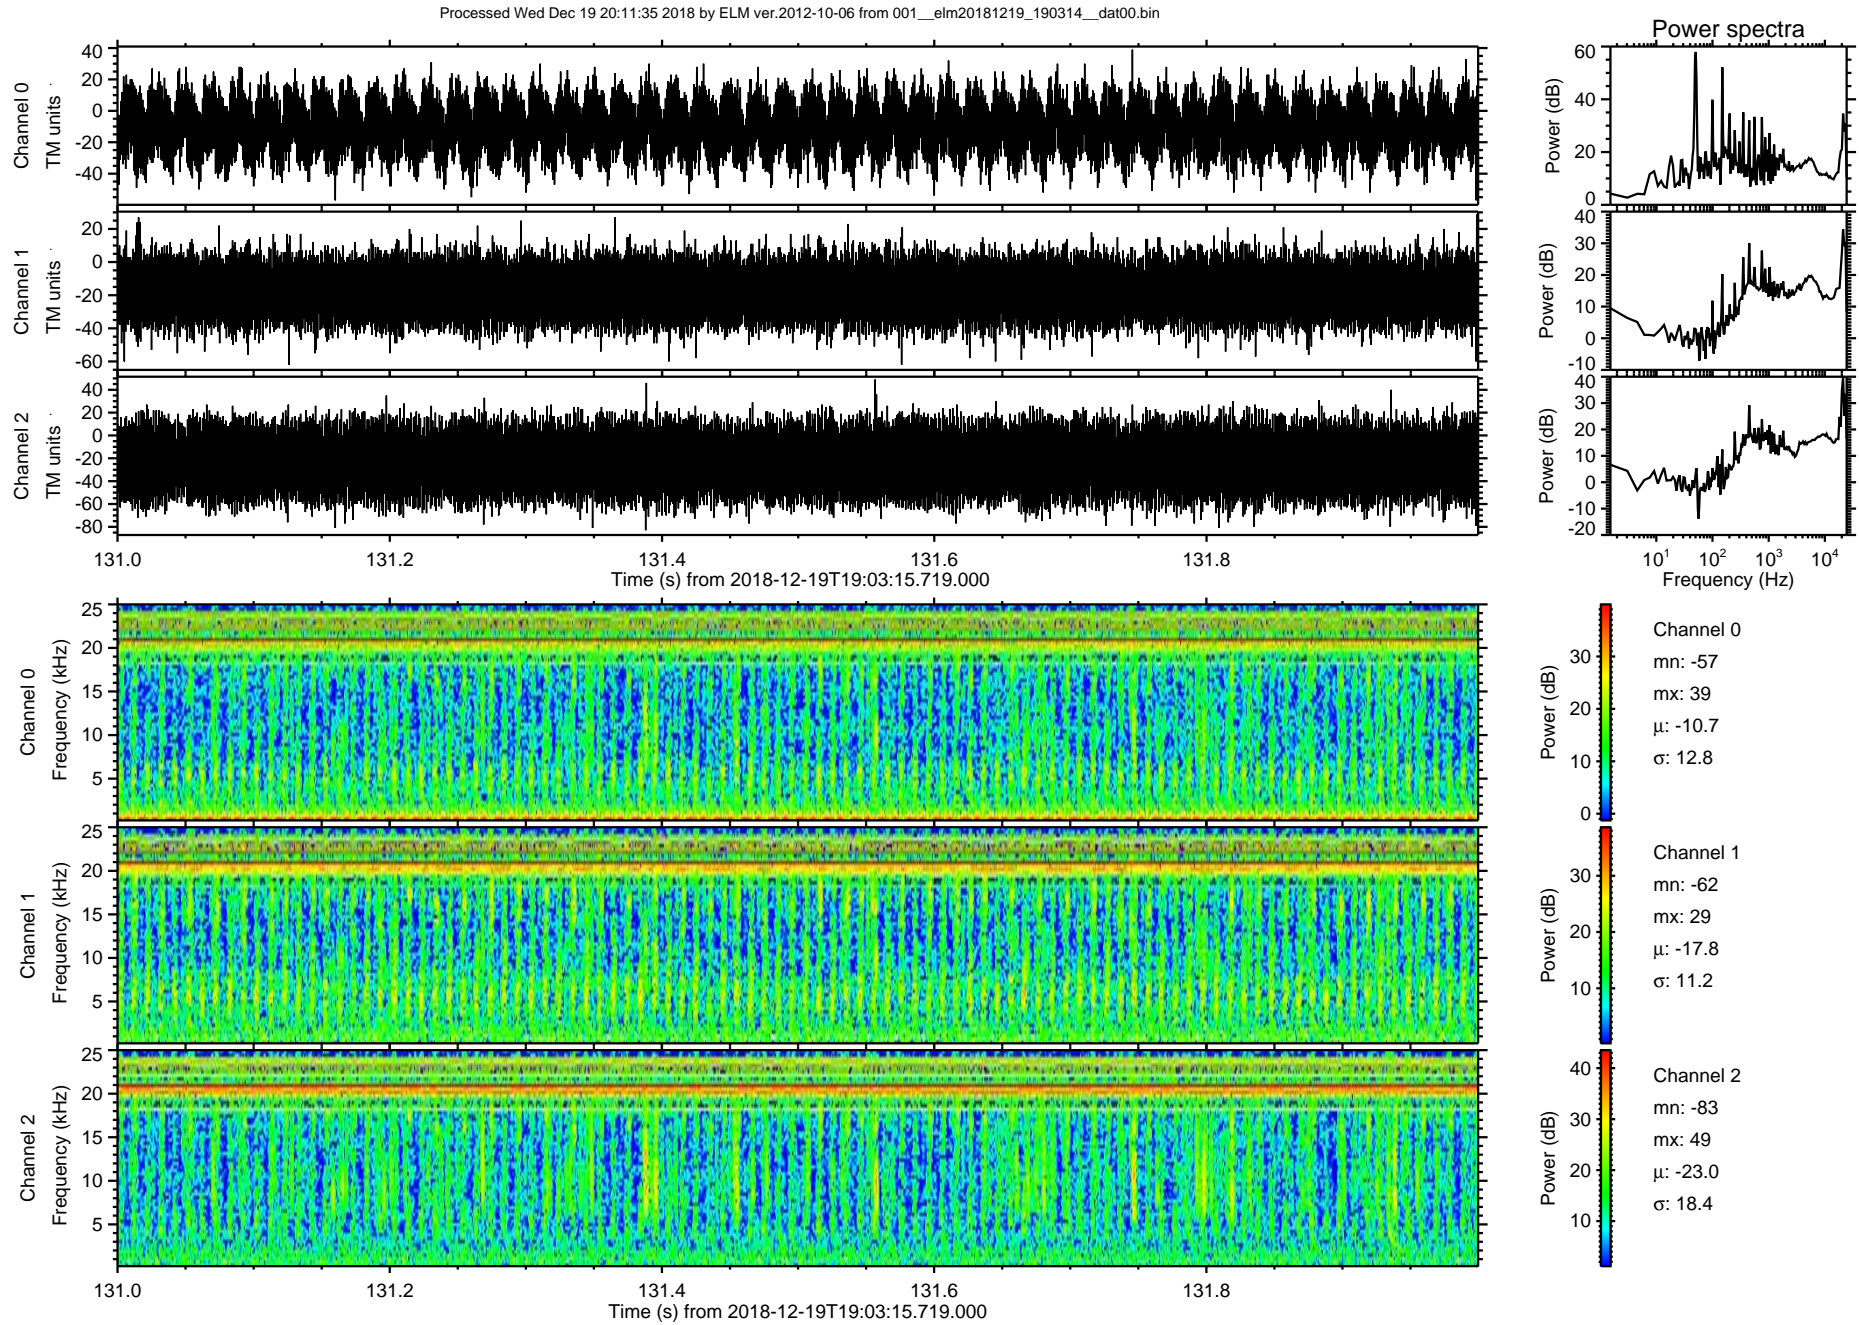 Processed Wed Dec 19 20:11:35 2018 by ELM ver.2012-10-06 from 001__elm20181219_190314__dat00.bin
Power spectra
Channel 0
TM units
40
20
0
-20
-40
Power (dB)
60
40
20
0
Channel 1
TM units
20
0
-20
-40
-60
Power (dB)
40
30
20
10
0
-10
Channel 2
TM units
40
20
0
-20
-40
-60
-80
Power (dB)
40
30
20
10
0
-10
-20
131.0 131.2 131.4 131.6 131.8
Time (s) from 2018-12-19T19:03:15.719.000
10^1 10^2 10^3 10^4
Frequency (Hz)
Channel 0
Frequency (kHz)
25
20
15
10
5
Power (dB)
30
20
10
0
Channel 0
mn: -57
mx: 39
μ: -10.7
σ: 12.8
Channel 1
Frequency (kHz)
25
20
15
10
5
Power (dB)
30
20
10
Channel 1
mn: -62
mx: 29
μ: -17.8
σ: 11.2
Channel 2
Frequency (kHz)
25
20
15
10
5
Power (dB)
40
30
20
10
Channel 2
mn: -83
mx: 49
μ: -23.0
σ: 18.4
131.0 131.2 131.4 131.6 131.8
Time (s) from 2018-12-19T19:03:15.719.000